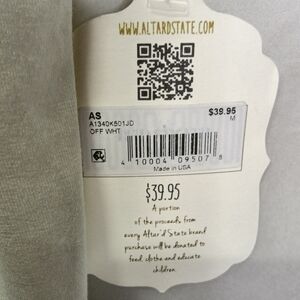 WWW.ALTARDSTATE.COM
AS
$39.95
A1340K501JD
M
OFF WHT
4 10004 09507 8
Made in USA
$39.95
A portion
of the proceeds from
every Altar'd State brand
purchase will be donated to
feed, clothe and educate
children.